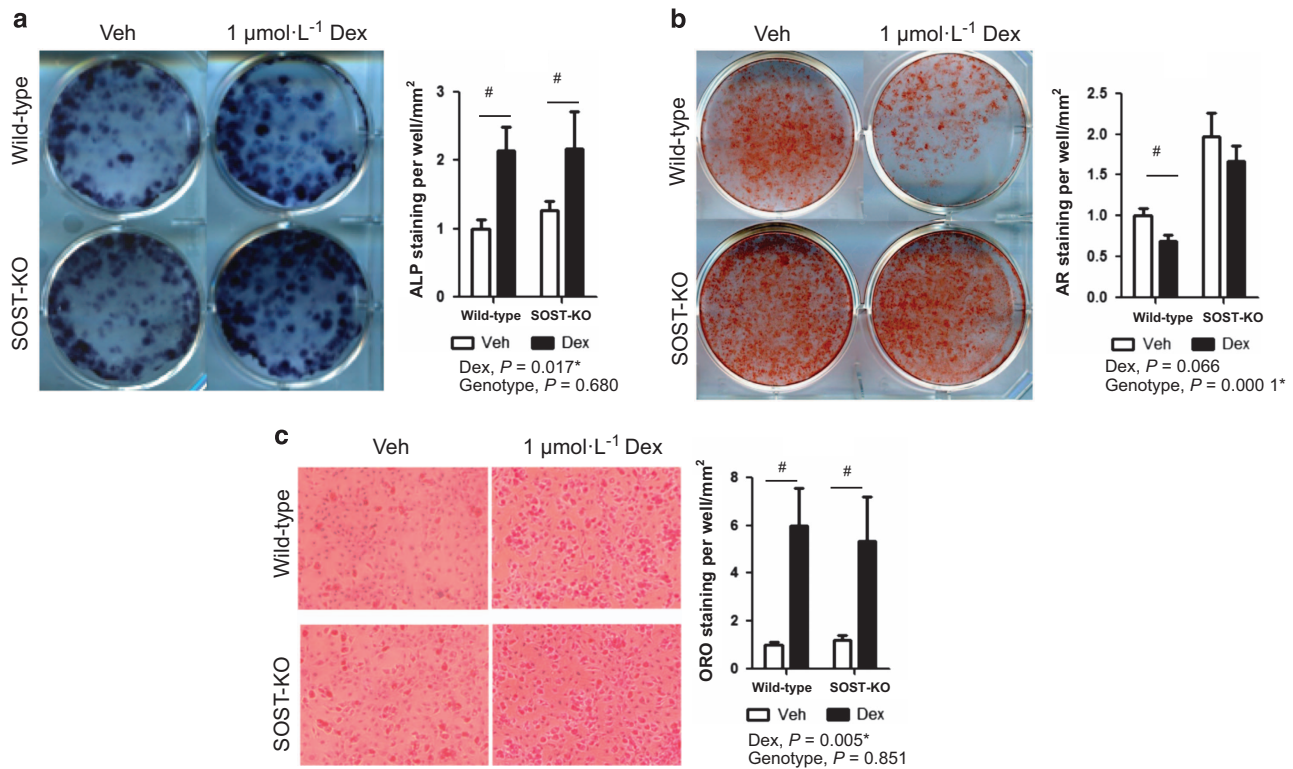 a
Veh
1 µmol·L-1 Dex
Wild-type
SOST-KO
ALP staining per well/mm2
3
2
1
0
#
#
Wild-type
SOST-KO
Veh
Dex
Dex, P = 0.017*
Genotype, P = 0.680
b
Veh
1 µmol·L-1 Dex
Wild-type
SOST-KO
AR staining per well/mm2
2.5
2.0
1.5
1.0
0.5
0.0
#
Wild-type
SOST-KO
Veh
Dex
Dex, P = 0.066
Genotype, P = 0.000 1*
c
Veh
1 µmol·L-1 Dex
Wild-type
SOST-KO
ORO staining per well/mm2
8
6
4
2
0
#
#
Wild-type
SOST-KO
Veh
Dex
Dex, P = 0.005*
Genotype, P = 0.851